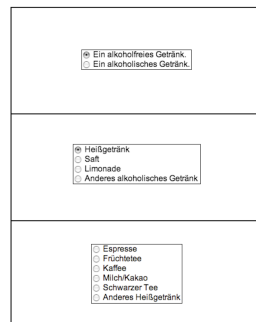 Ein alkoholfreies Getränk.
Ein alkoholisches Getränk.
Heißgetränk
Saft
Limonade
Anderes alkoholisches Getränk
Espresse
Früchtetee
Kaffee
Milch/Kakao
Schwarzer Tee
Anderes Heißgetränk